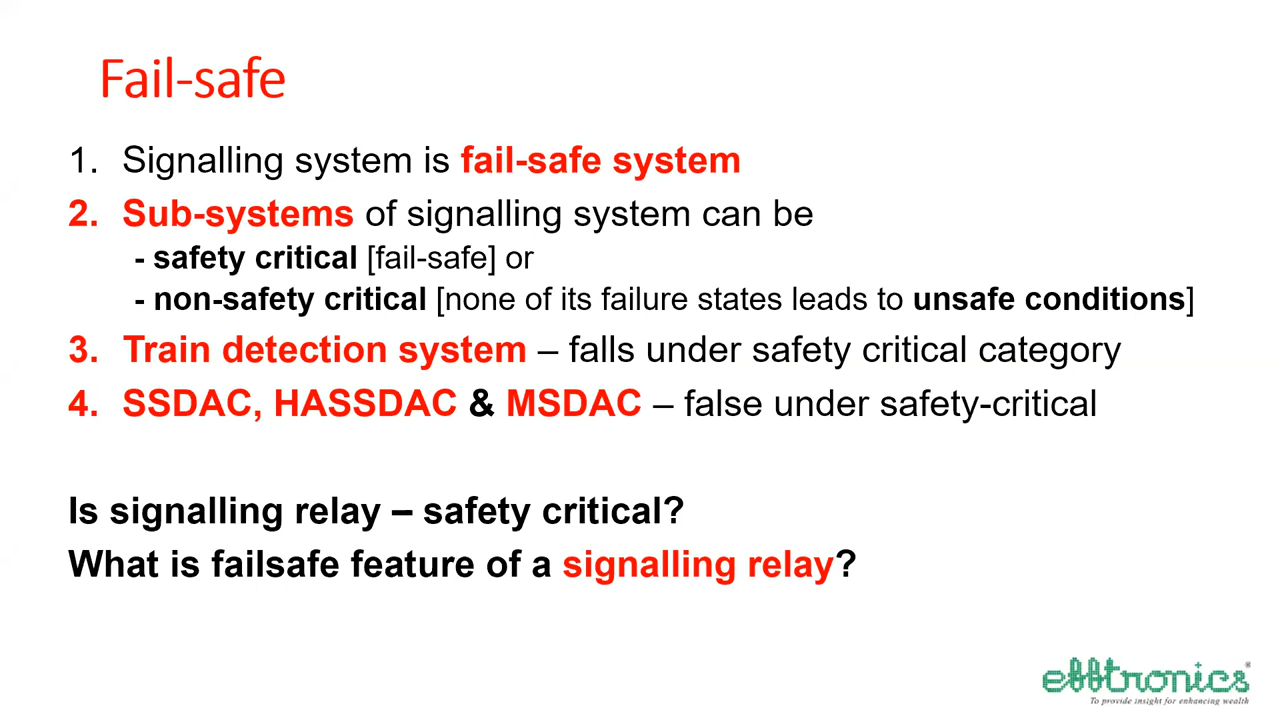 Fail-safe
1. Signalling system is fail-safe system
2. Sub-systems of signalling system can be
- safety critical [fail-safe] or
- non-safety critical [none of its failure states leads to unsafe conditions]
3. Train detection system – falls under safety critical category
4. SSDAC, HASSDAC & MSDAC – false under safety-critical
Is signalling relay – safety critical?
What is failsafe feature of a signalling relay?
efftronics®
To provide insight for enhancing wealth